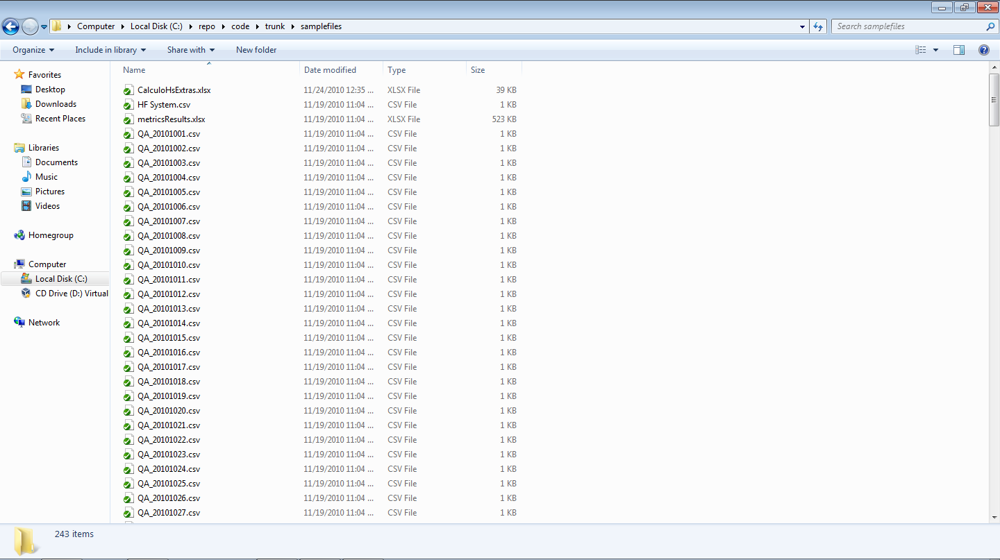 Computer Local Disk (C:) repo code trunk samplefiles Search samplefiles
Organize Include in library Share with New folder
Favorites
Desktop
Downloads
Recent Places
Libraries
Documents
Music
Pictures
Videos
Homegroup
Computer
Local Disk (C:)
CD Drive (D:) Virtual
Network
Name Date modified Type Size
CalculoHsExtras.xlsx 11/24/2010 12:35 ... XLSX File 39 KB
HF System.csv 11/19/2010 11:04 ... CSV File 1 KB
metricsResults.xlsx 11/19/2010 11:04 ... XLSX File 523 KB
QA_20101001.csv 11/19/2010 11:04 ... CSV File 1 KB
QA_20101002.csv 11/19/2010 11:04 ... CSV File 1 KB
QA_20101003.csv 11/19/2010 11:04 ... CSV File 1 KB
QA_20101004.csv 11/19/2010 11:04 ... CSV File 1 KB
QA_20101005.csv 11/19/2010 11:04 ... CSV File 1 KB
QA_20101006.csv 11/19/2010 11:04 ... CSV File 1 KB
QA_20101007.csv 11/19/2010 11:04 ... CSV File 1 KB
QA_20101008.csv 11/19/2010 11:04 ... CSV File 1 KB
QA_20101009.csv 11/19/2010 11:04 ... CSV File 1 KB
QA_20101010.csv 11/19/2010 11:04 ... CSV File 1 KB
QA_20101011.csv 11/19/2010 11:04 ... CSV File 1 KB
QA_20101012.csv 11/19/2010 11:04 ... CSV File 1 KB
QA_20101013.csv 11/19/2010 11:04 ... CSV File 1 KB
QA_20101014.csv 11/19/2010 11:04 ... CSV File 1 KB
QA_20101015.csv 11/19/2010 11:04 ... CSV File 1 KB
QA_20101016.csv 11/19/2010 11:04 ... CSV File 1 KB
QA_20101017.csv 11/19/2010 11:04 ... CSV File 1 KB
QA_20101018.csv 11/19/2010 11:04 ... CSV File 1 KB
QA_20101019.csv 11/19/2010 11:04 ... CSV File 1 KB
QA_20101020.csv 11/19/2010 11:04 ... CSV File 1 KB
QA_20101021.csv 11/19/2010 11:04 ... CSV File 1 KB
QA_20101022.csv 11/19/2010 11:04 ... CSV File 1 KB
QA_20101023.csv 11/19/2010 11:04 ... CSV File 1 KB
QA_20101024.csv 11/19/2010 11:04 ... CSV File 1 KB
QA_20101025.csv 11/19/2010 11:04 ... CSV File 1 KB
QA_20101026.csv 11/19/2010 11:04 ... CSV File 1 KB
QA_20101027.csv 11/19/2010 11:04 ... CSV File 1 KB
243 items